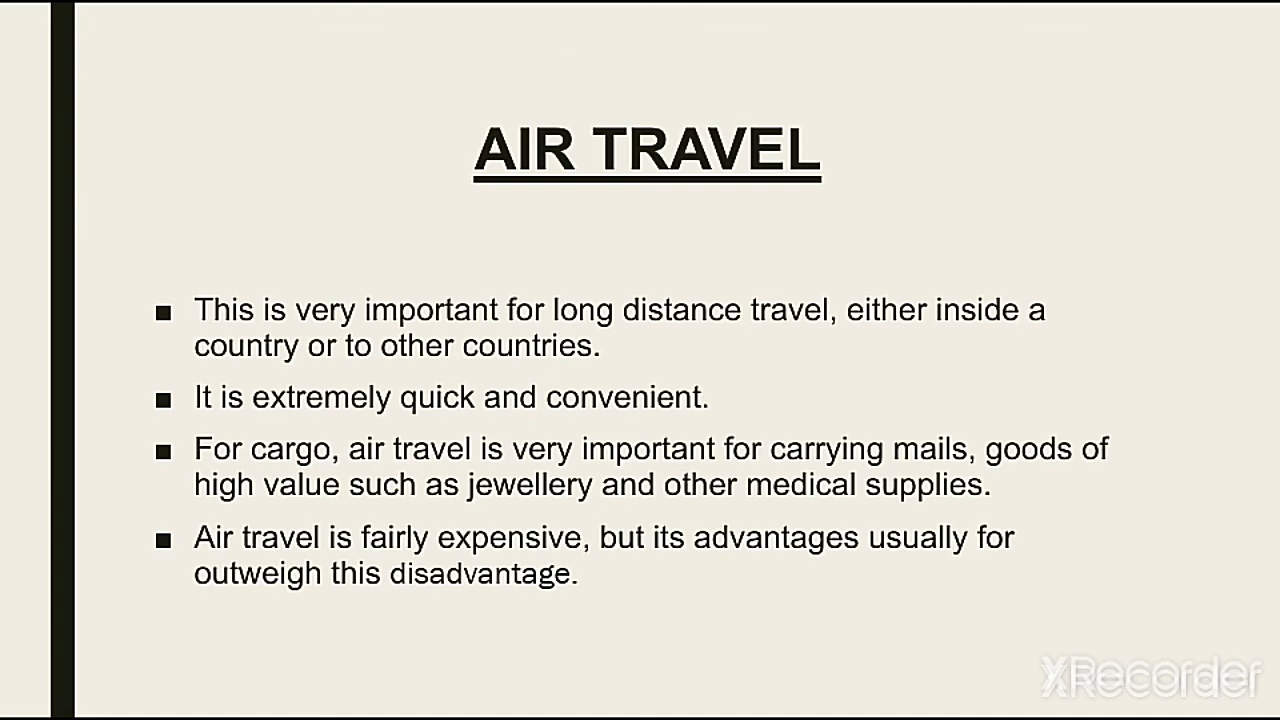 AIR TRAVEL
■ This is very important for long distance travel, either inside a
country or to other countries.
■ It is extremely quick and convenient.
■ For cargo, air travel is very important for carrying mails, goods of
high value such as jewellery and other medical supplies.
■ Air travel is fairly expensive, but its advantages usually for
outweigh this disadvantage.
XRecorder